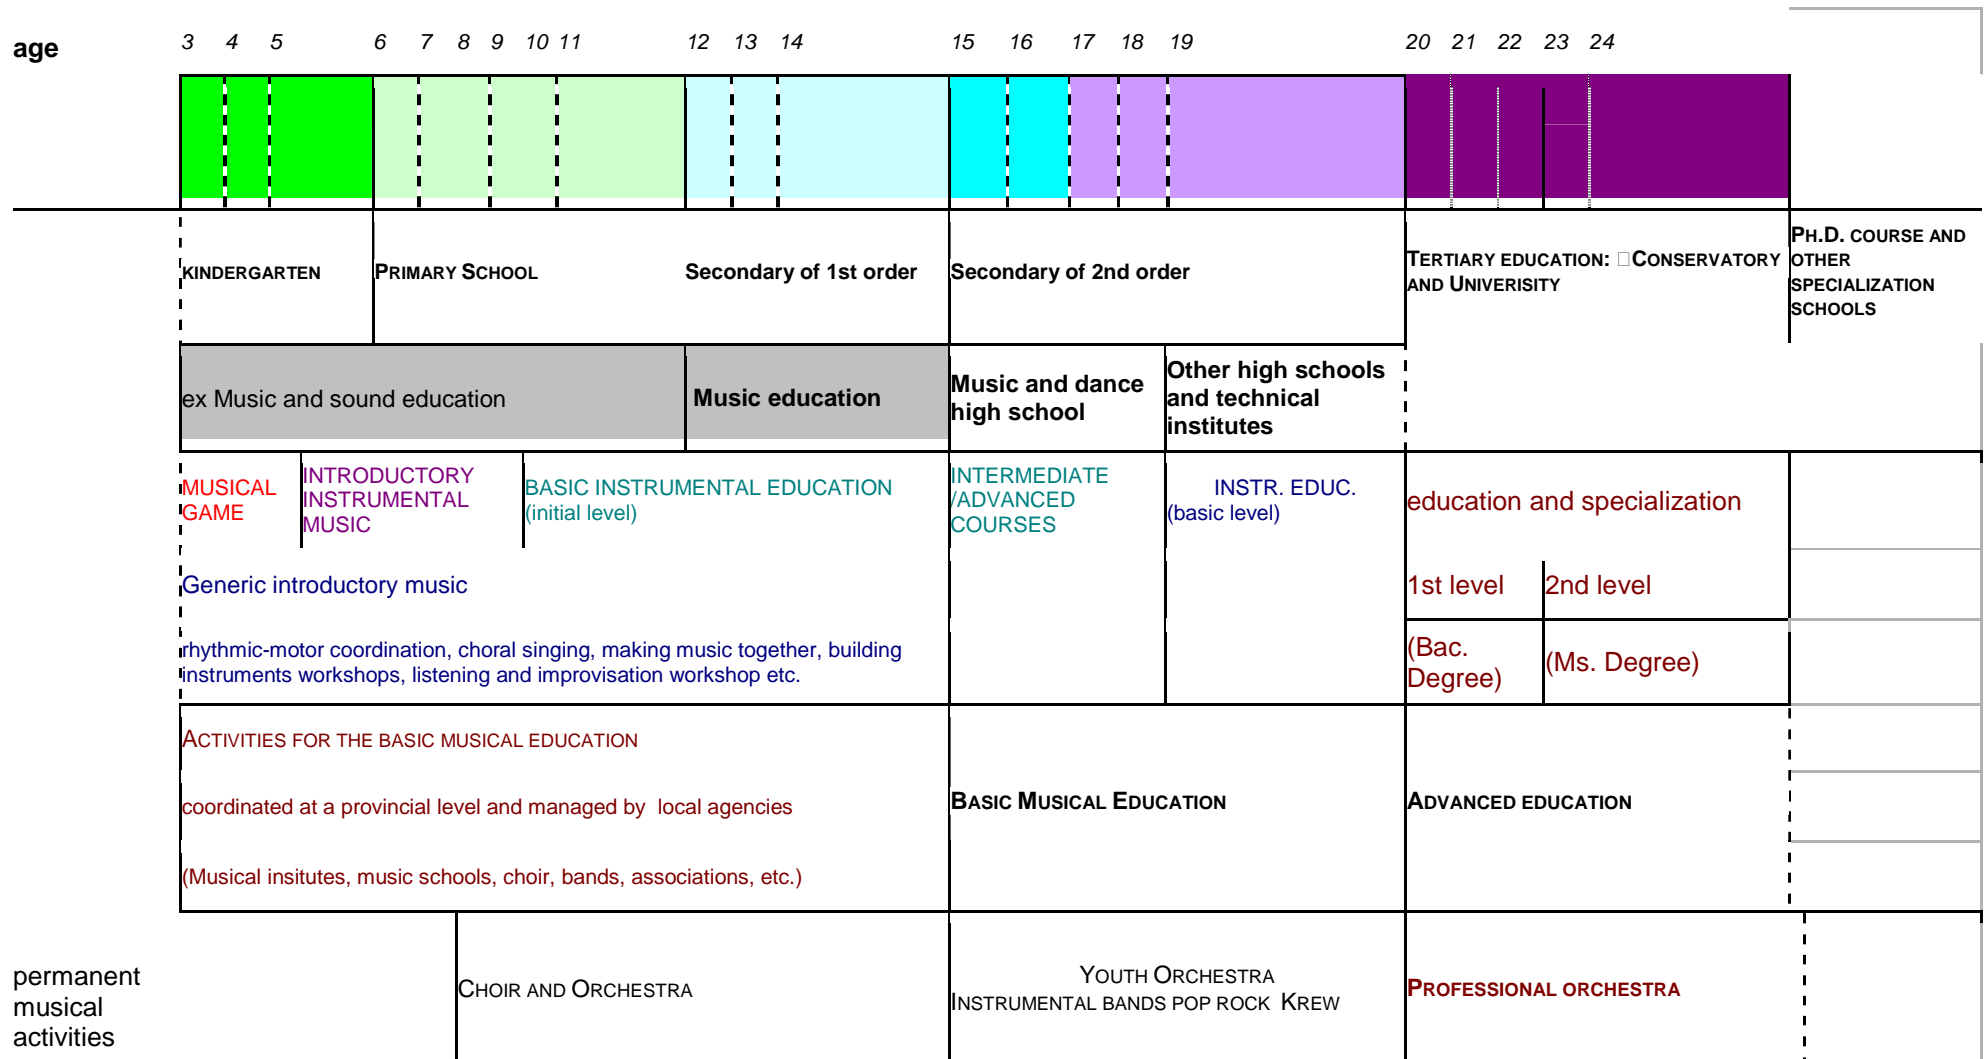 age 3 4 5 6 7 8 9 10 11 12 13 14 15 16 17 18 19 20 21 22 23 24
KINDERGARTEN
PRIMARY SCHOOL
Secondary of 1st order
Secondary of 2nd order
TERTIARY EDUCATION: □CONSERVATORY
AND UNIVERISITY
PH.D. COURSE AND
OTHER
SPECIALIZATION
SCHOOLS
ex Music and sound education
Music education
Music and dance
high school
Other high schools
and technical
institutes
MUSICAL
GAME
INTRODUCTORY
INSTRUMENTAL
MUSIC
BASIC INSTRUMENTAL EDUCATION
(initial level)
INTERMEDIATE
/ADVANCED
COURSES
INSTR. EDUC.
(basic level)
education and specialization
Generic introductory music
1st level
2nd level
rhythmic-motor coordination, choral singing, making music together, building
instruments workshops, listening and improvisation workshop etc.
(Bac.
Degree)
(Ms. Degree)
ACTIVITIES FOR THE BASIC MUSICAL EDUCATION
coordinated at a provincial level and managed by  local agencies
(Musical insitutes, music schools, choir, bands, associations, etc.)
BASIC MUSICAL EDUCATION
ADVANCED EDUCATION
permanent
musical
activities
CHOIR AND ORCHESTRA
YOUTH ORCHESTRA
INSTRUMENTAL BANDS POP ROCK  KREW
PROFESSIONAL ORCHESTRA